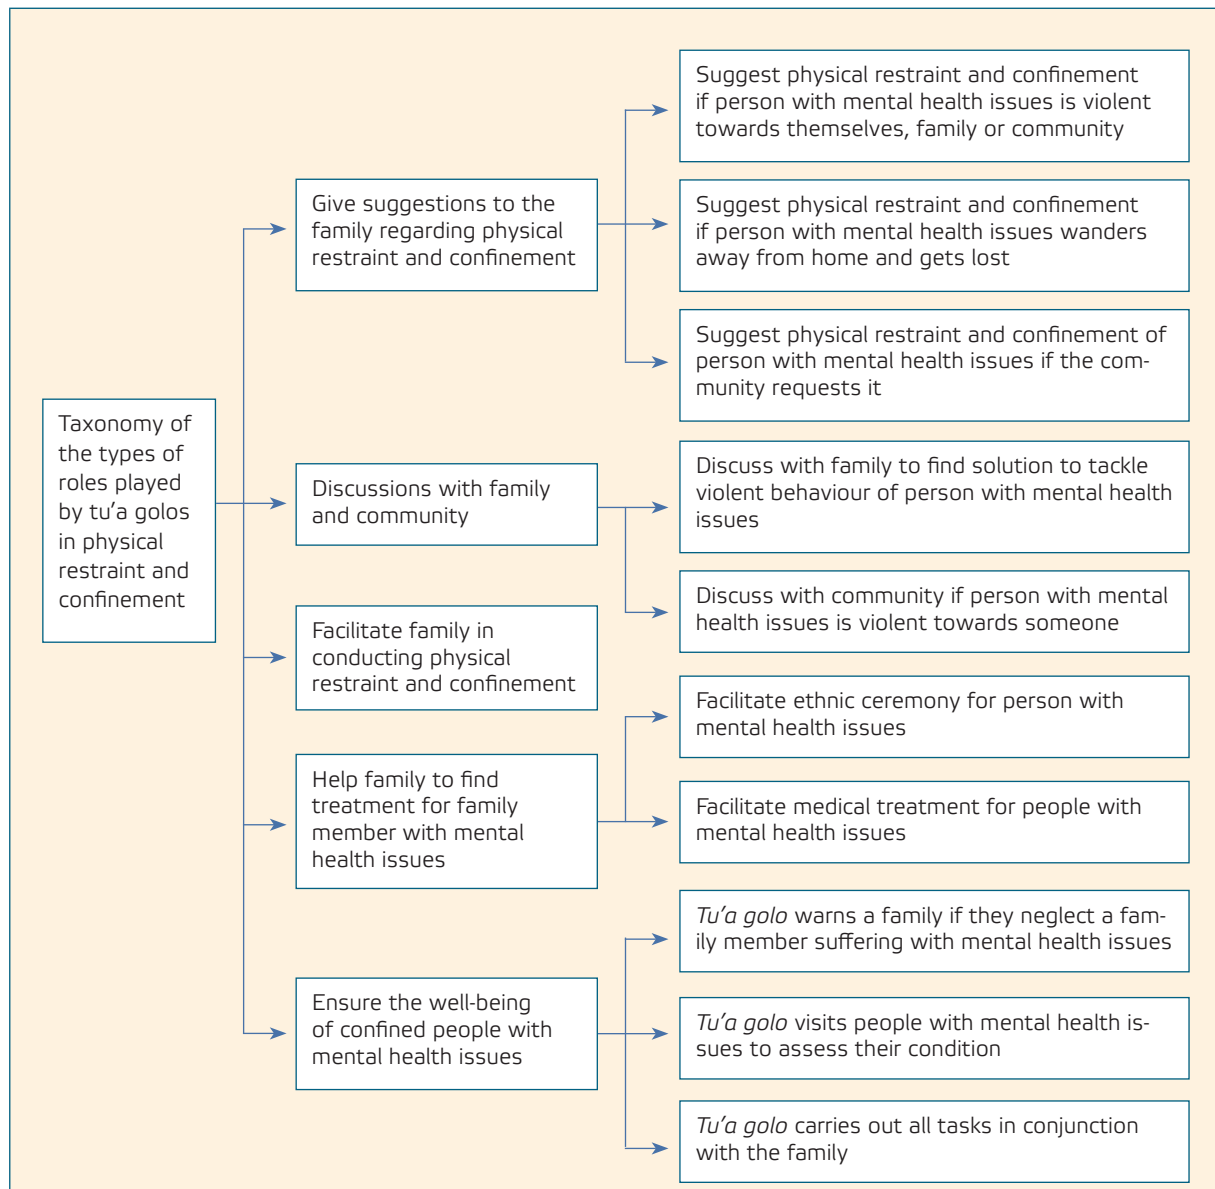 Taxonomy of
the types of
roles played
by tu’a golos
in physical
restraint and
confinement
Give suggestions to the
family regarding physical
restraint and confinement
Suggest physical restraint and confinement
if person with mental health issues is violent
towards themselves, family or community
Suggest physical restraint and confinement
if person with mental health issues wanders
away from home and gets lost
Suggest physical restraint and confinement of
person with mental health issues if the com-
munity requests it
Discussions with family
and community
Discuss with family to find solution to tackle
violent behaviour of person with mental health
issues
Discuss with community if person with mental
health issues is violent towards someone
Facilitate family in
conducting physical
restraint and confinement
Help family to find
treatment for family
member with mental
health issues
Facilitate ethnic ceremony for person with
mental health issues
Facilitate medical treatment for people with
mental health issues
Ensure the well-being
of confined people with
mental health issues
Tu’a golo warns a family if they neglect a fam-
ily member suffering with mental health issues
Tu’a golo visits people with mental health is-
sues to assess their condition
Tu’a golo carries out all tasks in conjunction
with the family